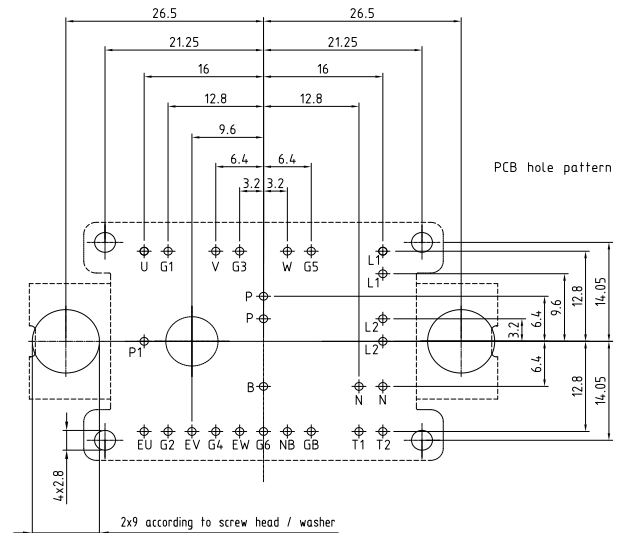 26.5 26.5
21.25 21.25
16 16
12.8 12.8
9.6
6.4 6.4
3.2 3.2
PCB hole pattern
U G1 V G3 W G5 L1
L1
P
P L2
P1 L2
B N N
EU G2 EV G4 EW G6 NB GB T1 T2
3.2 6.4 9.6 12.8 14.05
6.4 12.8 14.05
4x2.8
2x9 according to screw head / washer